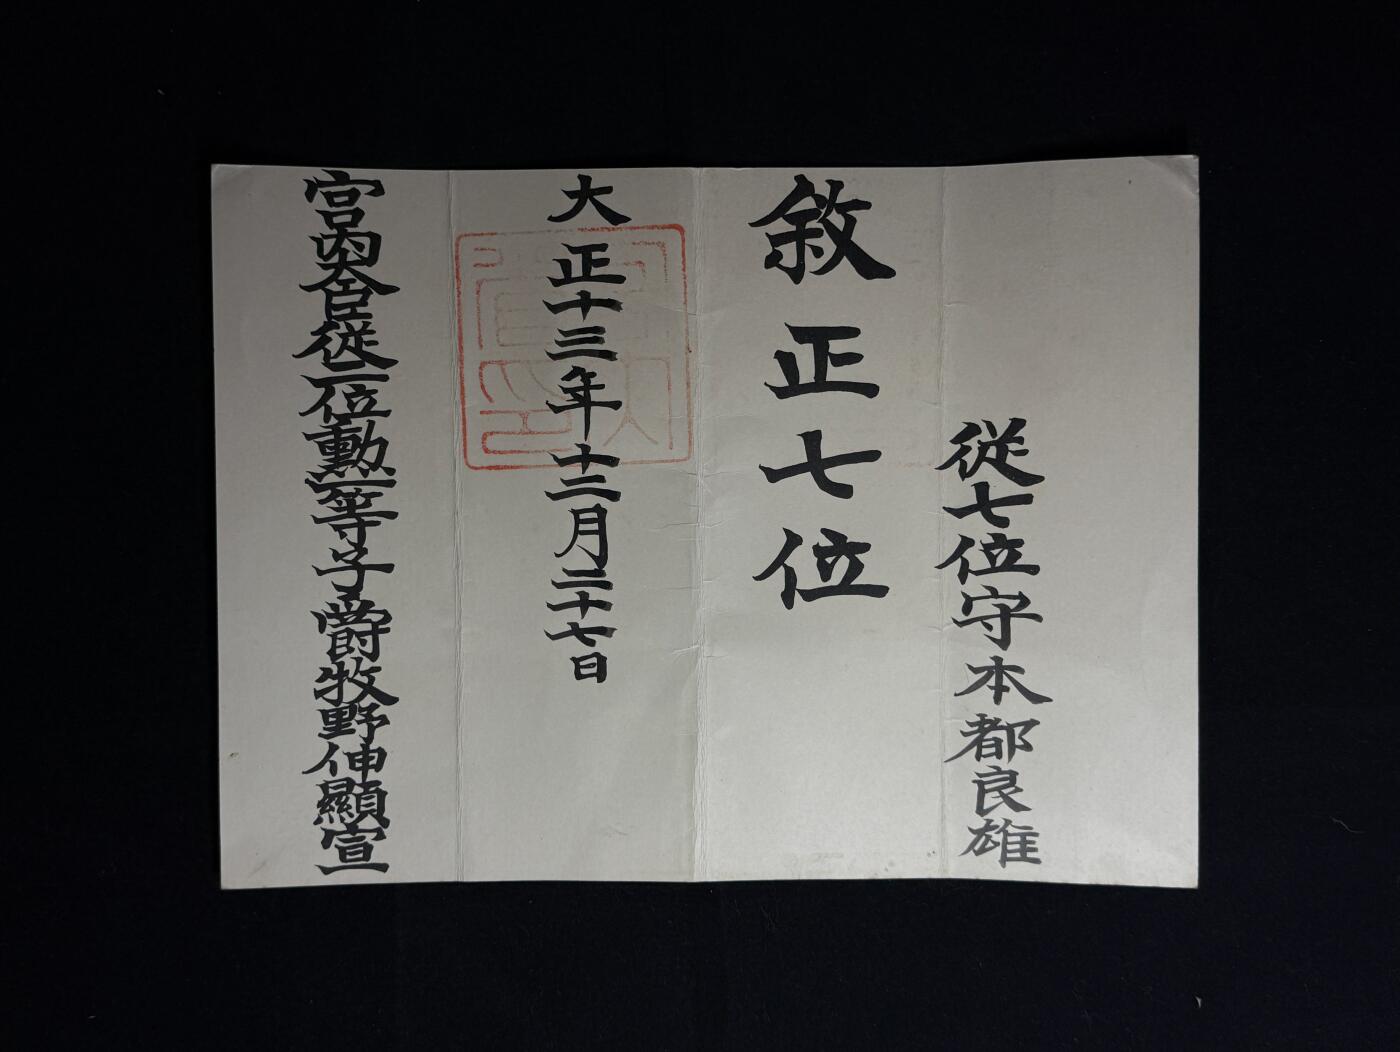 従七位守本都良雄
敘正七位
大正十三年十二月二十七日
宮内大臣従二位勲一等子爵牧野伸顯宣